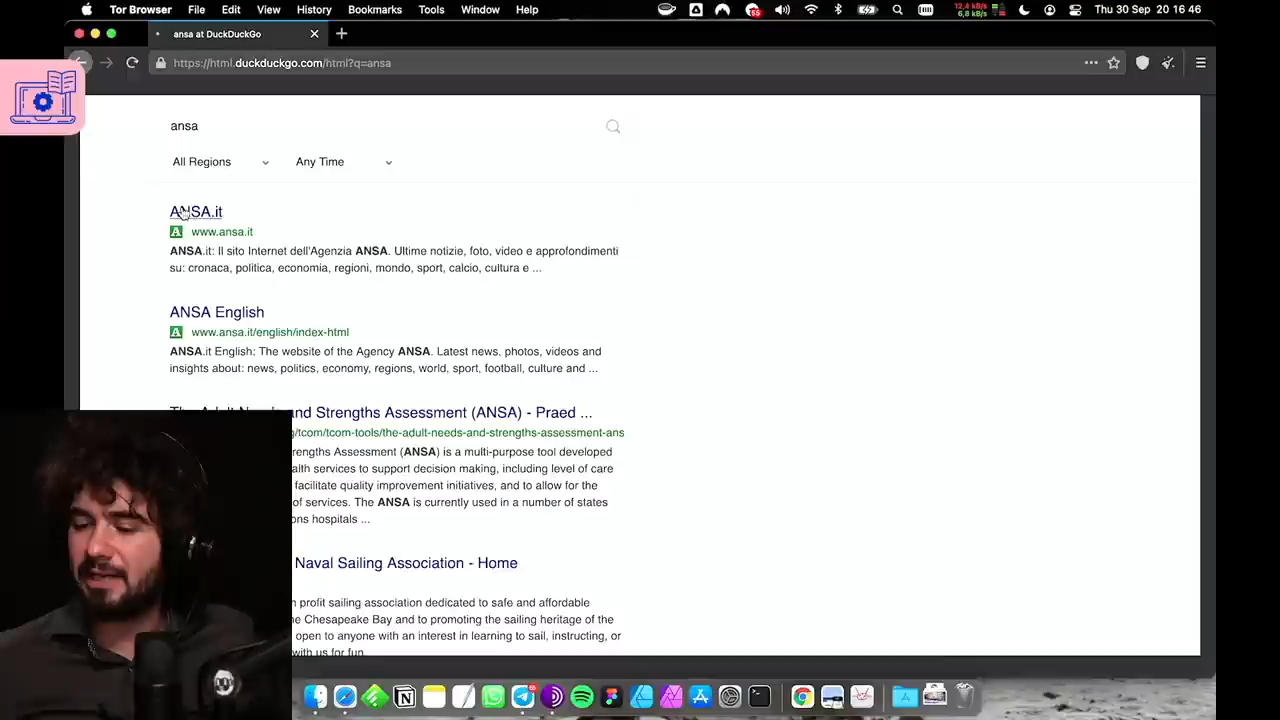 Tor Browser File Edit View History Bookmarks Tools Window Help 55 12,4 kB/s 6,8 kB/s Thu 30 Sep 20 16 46
ansa at DuckDuckGo
https://html.duckduckgo.com/html?q=ansa
ansa
All Regions Any Time
ANSA.it
www.ansa.it
ANSA.it: Il sito Internet dell'Agenzia ANSA. Ultime notizie, foto, video e approfondimenti
su: cronaca, politica, economia, regioni, mondo, sport, calcio, cultura e ...
ANSA English
www.ansa.it/english/index-html
ANSA.it English: The website of the Agency ANSA. Latest news, photos, videos and
insights about: news, politics, economy, regions, world, sport, football, culture and ...
and Strengths Assessment (ANSA) - Praed ...
/tcom/tcom-tools/the-adult-needs-and-strengths-assessment-ans
Assessment (ANSA) is a multi-purpose tool developed
services to support decision making, including level of care
facilitate quality improvement initiatives, and to allow for the
of services. The ANSA is currently used in a number of states
hospitals ...
Naval Sailing Association - Home
profit sailing association dedicated to safe and affordable
Chesapeake Bay and to promoting the sailing heritage of the
open to anyone with an interest in learning to sail, instructing, or
with us for fun.